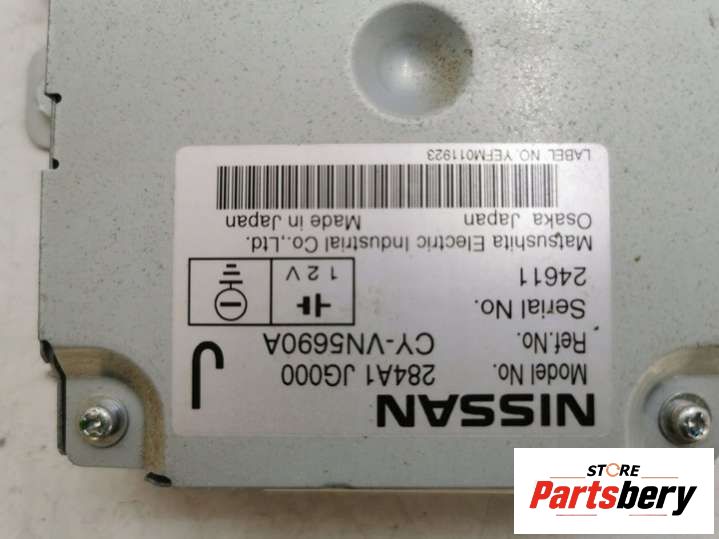 NISSAN
J
Model No. 284A1 JG000
Ref.No. CY-VN5690A
Serial No.
24611
12V
Matsushita Electric Industrial Co.,Ltd.
Osaka Japan Made in Japan
LABEL NO. YEFM011923
STORE
Partsbery